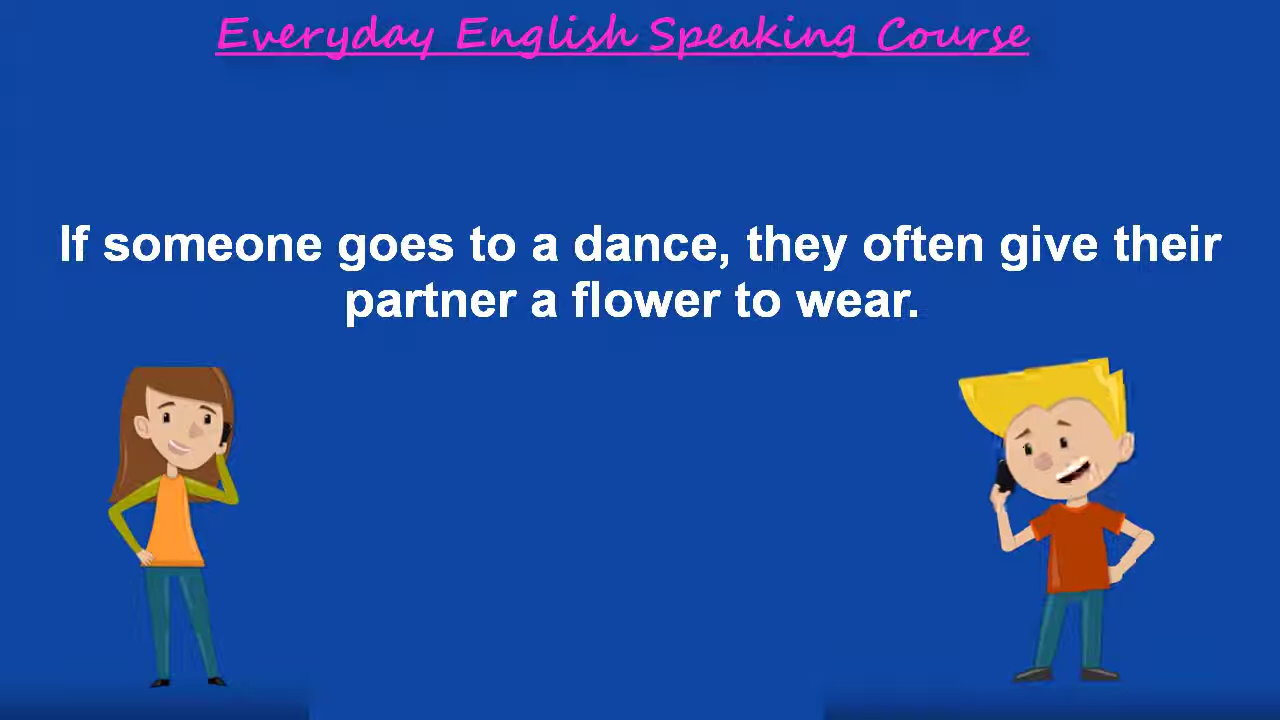 Everyday English Speaking Course
If someone goes to a dance, they often give their
partner a flower to wear.